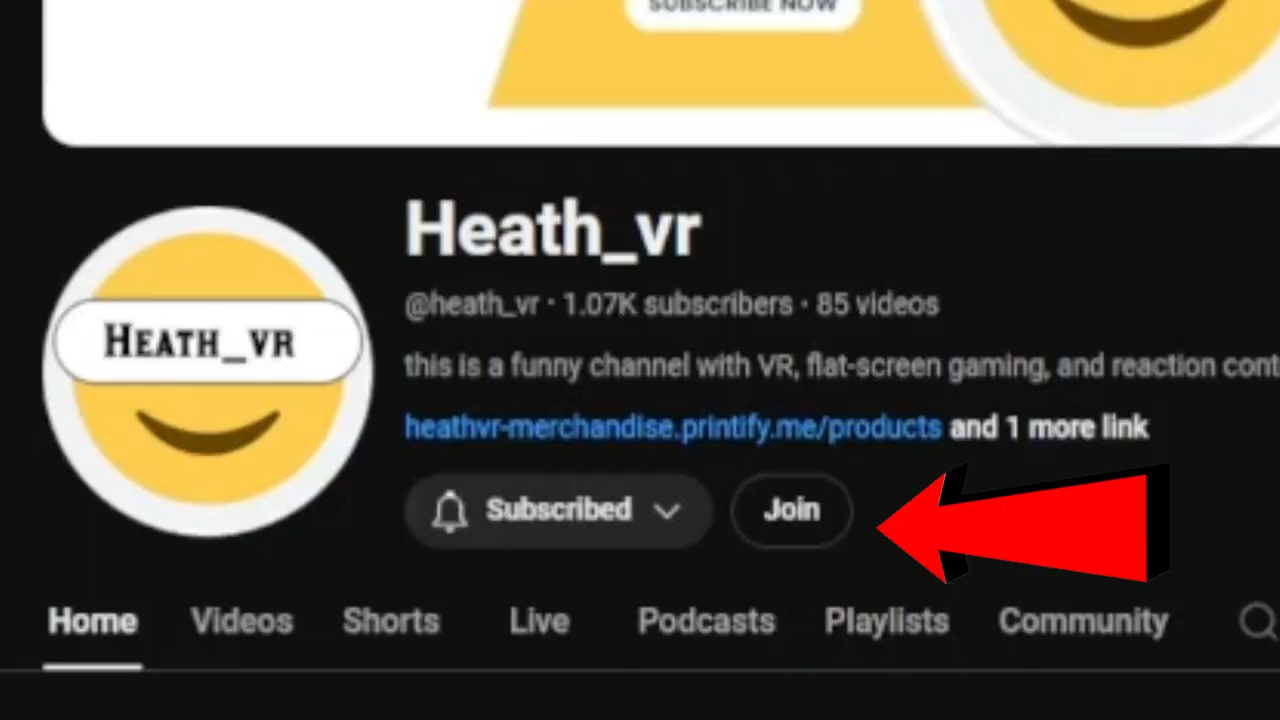 SUBSCRIBE NOW
Heath_vr
@heath_vr · 1.07K subscribers · 85 videos
HEATH_VR
this is a funny channel with VR, flat-screen gaming, and reaction
heathvr-merchandise.printify.me/products and 1 more link
Subscribed Join
Home Videos Shorts Live Podcasts Playlists Community